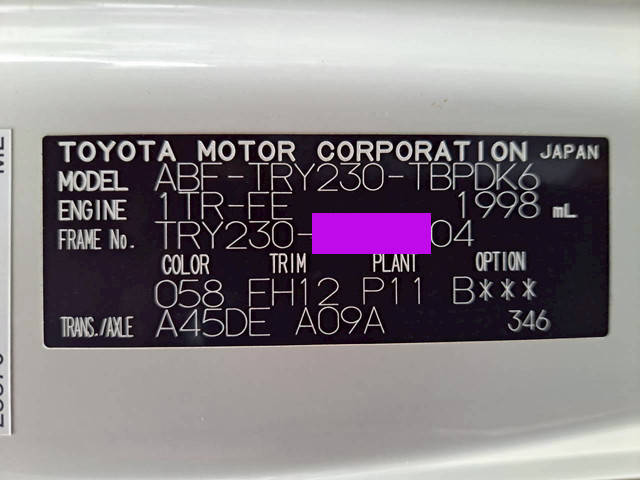 TOYOTA MOTOR CORPORATION JAPAN
MODEL ABF-TRY230-TBPDK6
ENGINE 1TR-FE 1998 mL
FRAME No. TRY230- 04
COLOR TRIM PLANT OPTION
058 FH12 P11 B***
TRANS./AXLE A45DE A09A 346